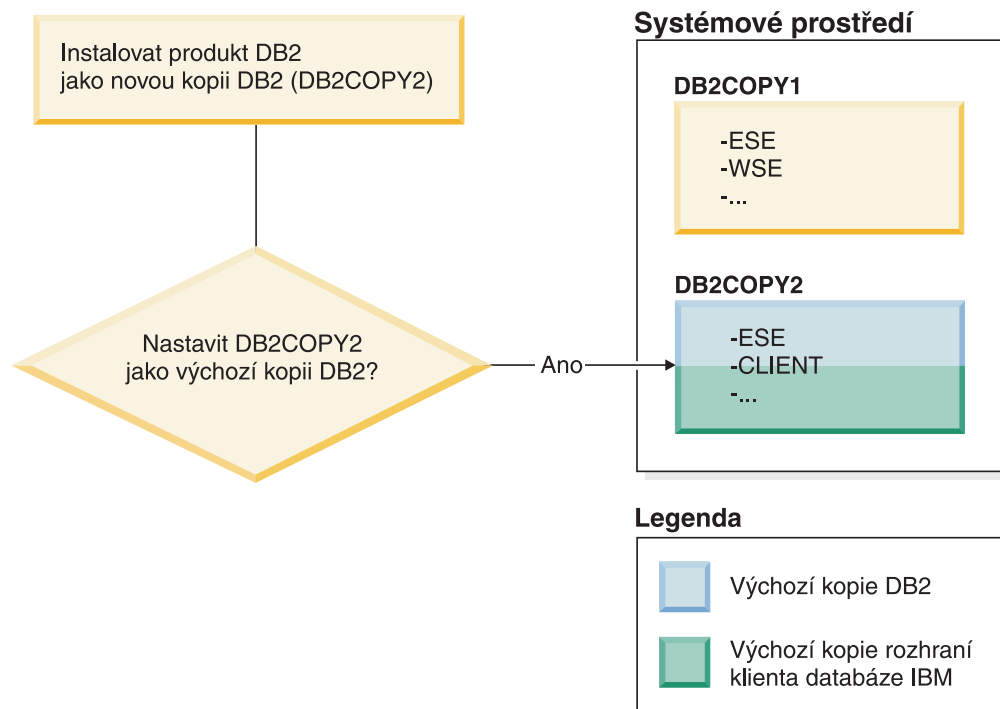 Instalovat produkt DB2
jako novou kopii DB2 (DB2COPY2)
Nastavit DB2COPY2
jako výchozí kopii DB2?
Ano
Systémové prostředí
DB2COPY1
-ESE
-WSE
-...
DB2COPY2
-ESE
-CLIENT
-...
Legenda
Výchozí kopie DB2
Výchozí kopie rozhraní
klienta databáze IBM